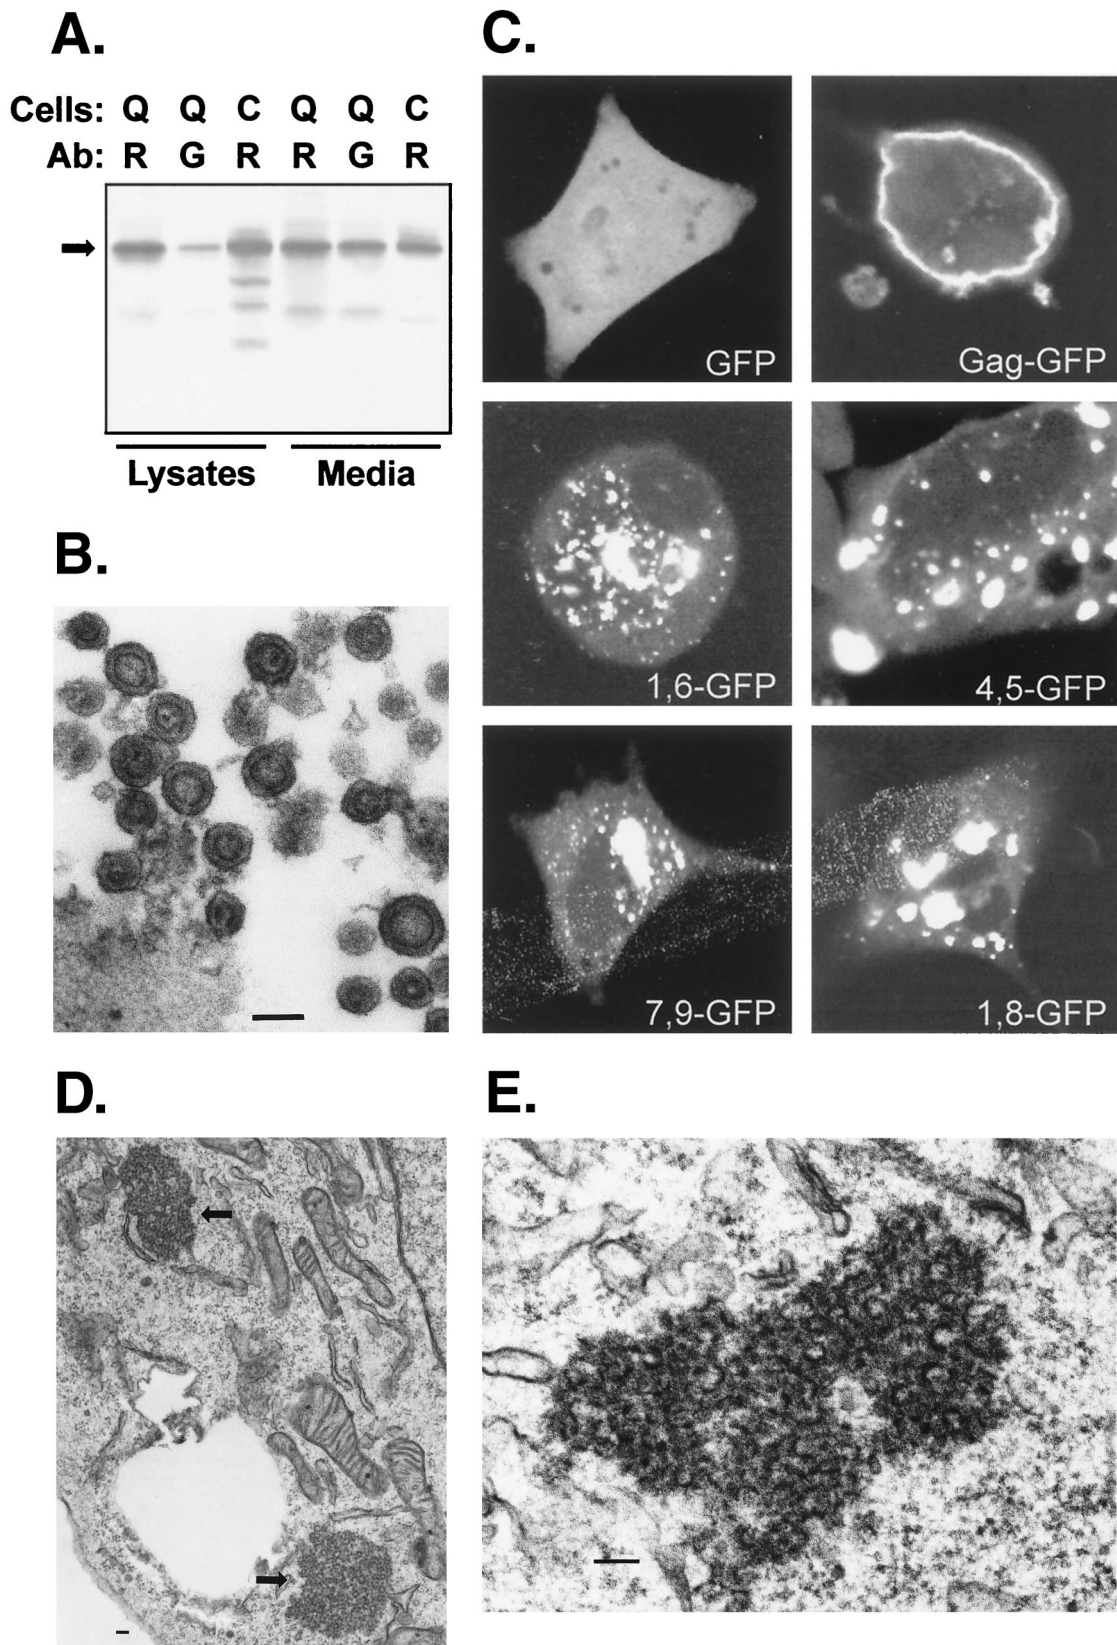 A.
Cells: Q Q C Q Q C
Ab: R G R R G R
Lysates Media
B.
C.
GFP Gag-GFP
1,6-GFP 4,5-GFP
7,9-GFP 1,8-GFP
D.
E.